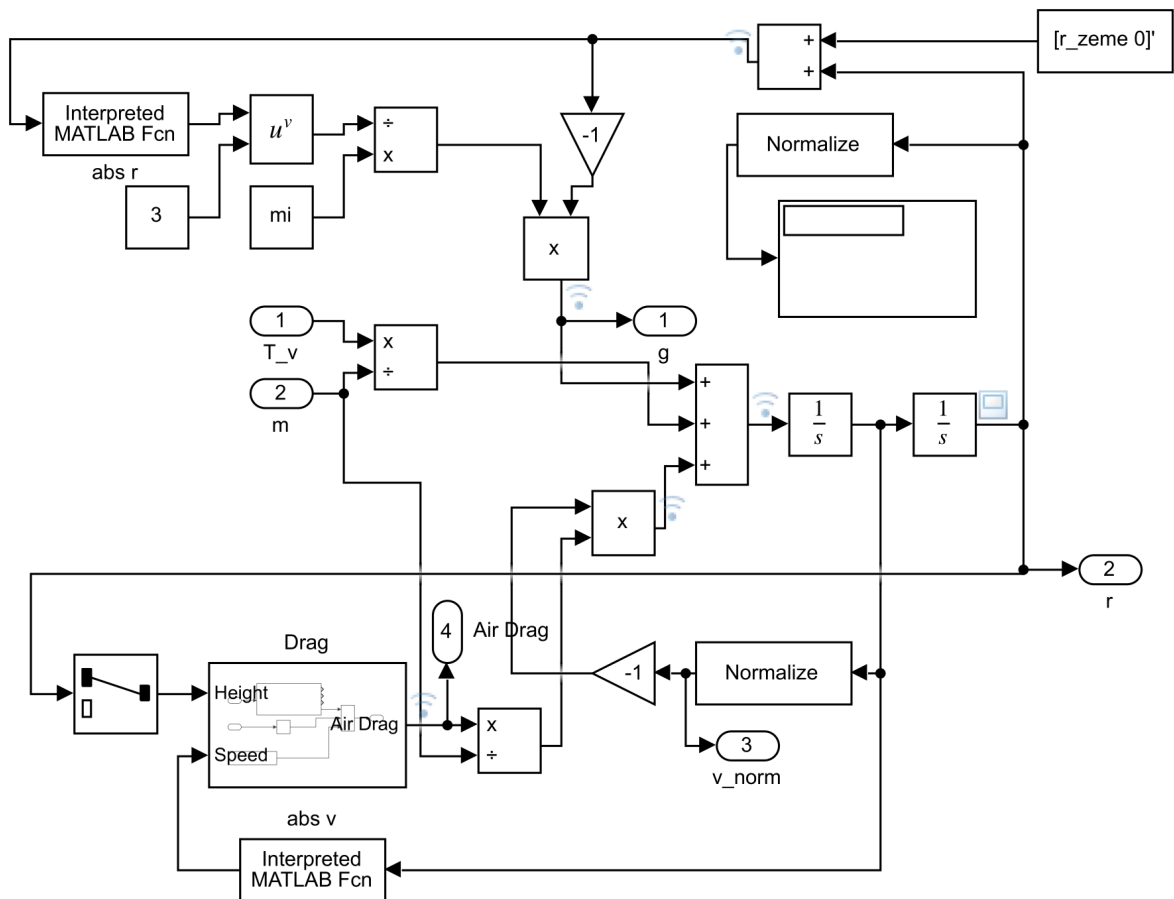 +
[r_zeme 0]'
+
Interpreted
MATLAB Fcn
u^v
÷
x
-1
Normalize
abs r
3
mi
x
1
T_v
x
÷
1
g
2
m
+
+
+
1
s
1
s
x
2
r
4
Air Drag
Drag
Height
Air Drag
Speed
x
÷
-1
Normalize
3
v_norm
abs v
Interpreted
MATLAB Fcn